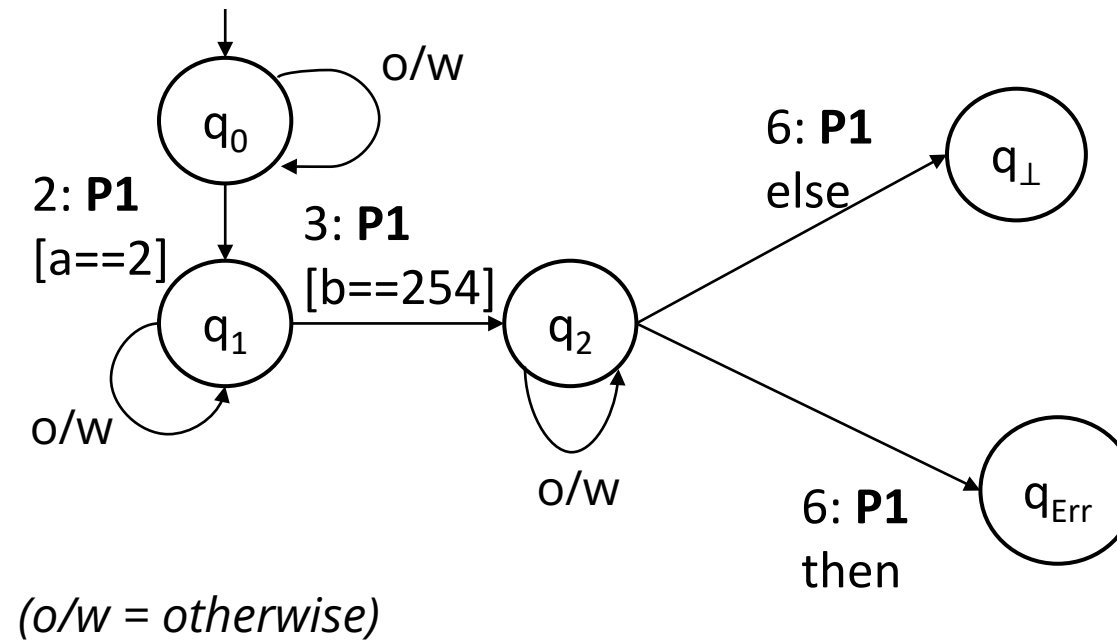 o/w
q₀
6: P1
else
q⊥
2: P1
[a==2]
3: P1
[b==254]
q₁
q₂
o/w
o/w
6: P1
then
qErr
(o/w = otherwise)